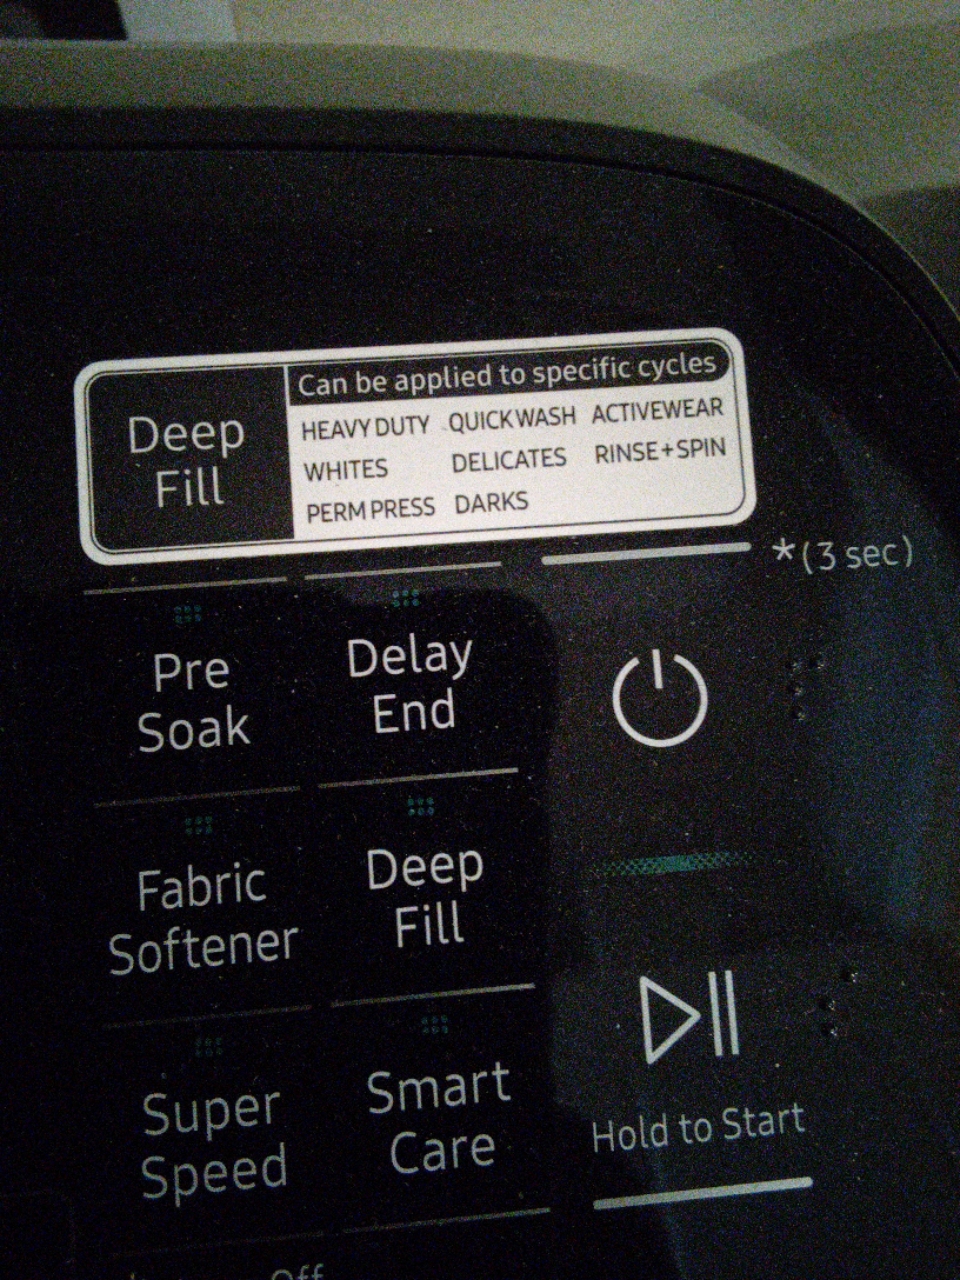 Deep
Fill
Can be applied to specific cycles
HEAVY DUTY QUICK WASH ACTIVEWEAR
WHITES DELICATES RINSE+SPIN
PERM PRESS DARKS
*(3 sec)
Pre
Soak
Delay
End
Fabric
Softener
Deep
Fill
Super
Speed
Smart
Care
Hold to Start
Off